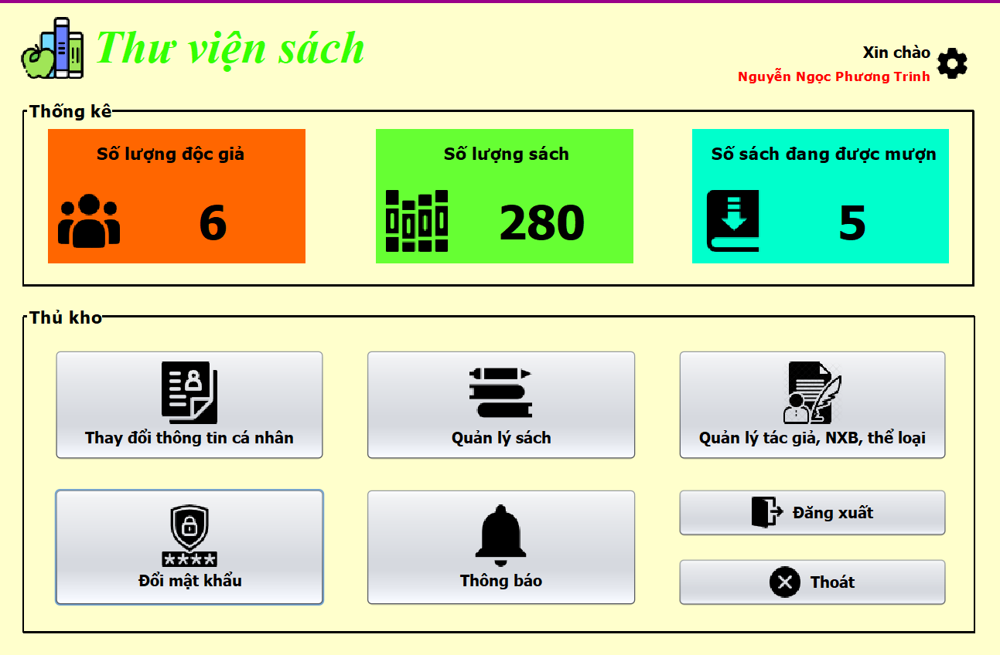 Thư viện sách
Xin chào
Nguyễn Ngọc Phương Trinh
Thống kê
Số lượng độc giả
6
Số lượng sách
280
Số sách đang được mượn
5
Thủ kho
Thay đổi thông tin cá nhân
Quản lý sách
Quản lý tác giả, NXB, thể loại
****
Đổi mật khẩu
Thông báo
Đăng xuất
Thoát